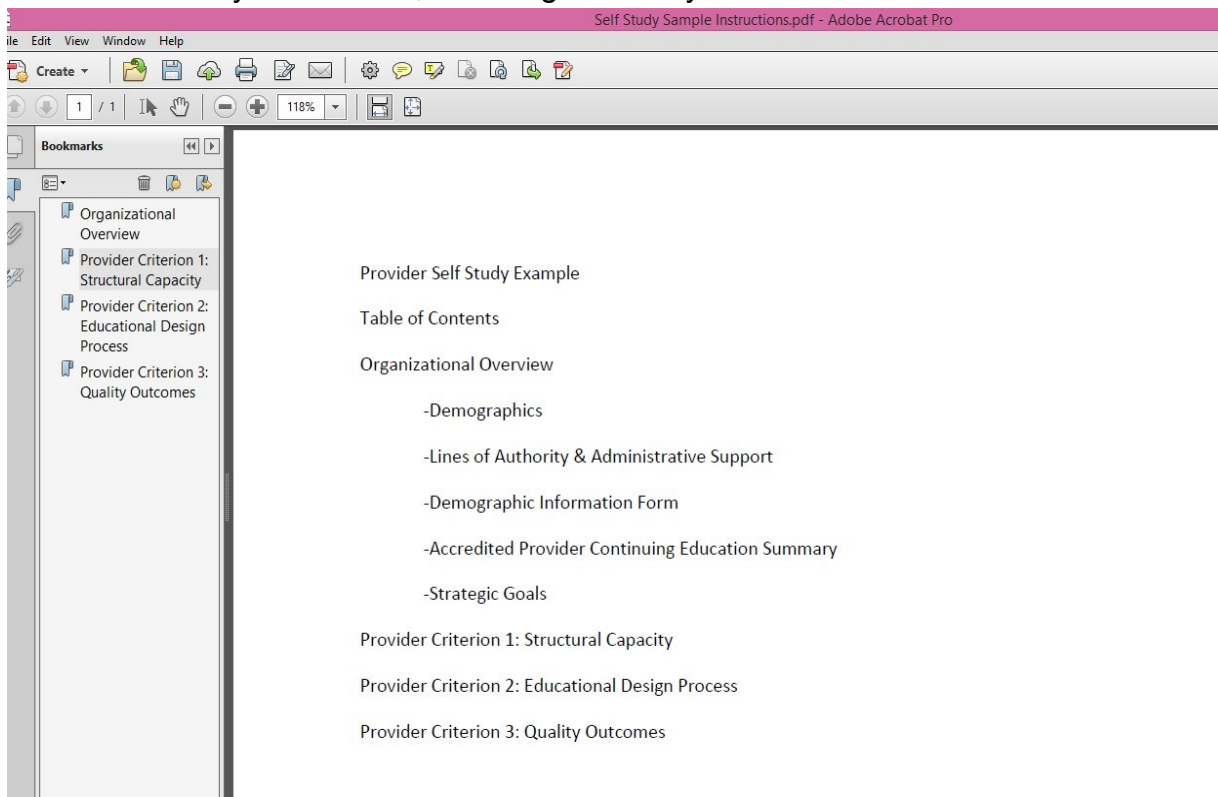 Self Study Sample Instructions.pdf - Adobe Acrobat Pro
Edit View Window Help
Create
1 / 1 118%
Bookmarks
Organizational
Overview
Provider Criterion 1:
Structural Capacity
Provider Criterion 2:
Educational Design
Process
Provider Criterion 3:
Quality Outcomes
Provider Self Study Example
Table of Contents
Organizational Overview
-Demographics
-Lines of Authority & Administrative Support
-Demographic Information Form
-Accredited Provider Continuing Education Summary
-Strategic Goals
Provider Criterion 1: Structural Capacity
Provider Criterion 2: Educational Design Process
Provider Criterion 3: Quality Outcomes